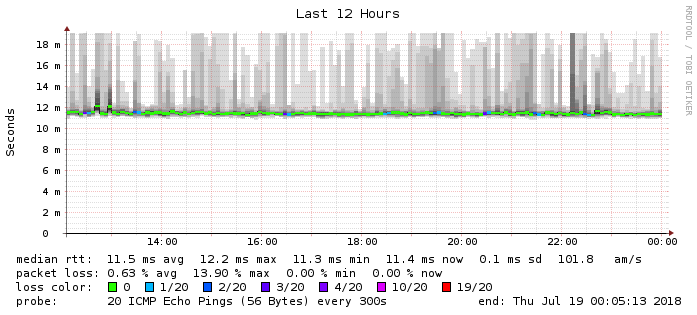 Last 12 Hours
RRDTOOL / TOBI OETIKER
Seconds
18 m
16 m
14 m
12 m
10 m
8 m
6 m
4 m
2 m
0
14:00 16:00 18:00 20:00 22:00 00:00
median rtt: 11.5 ms avg 12.2 ms max 11.3 ms min 11.4 ms now 0.1 ms sd 101.8 am/s
packet loss: 0.63 % avg 13.90 % max 0.00 % min 0.00 % now
loss color: 0 1/20 2/20 3/20 4/20 10/20 19/20
probe: 20 ICMP Echo Pings (56 Bytes) every 300s end: Thu Jul 19 00:05:13 2018